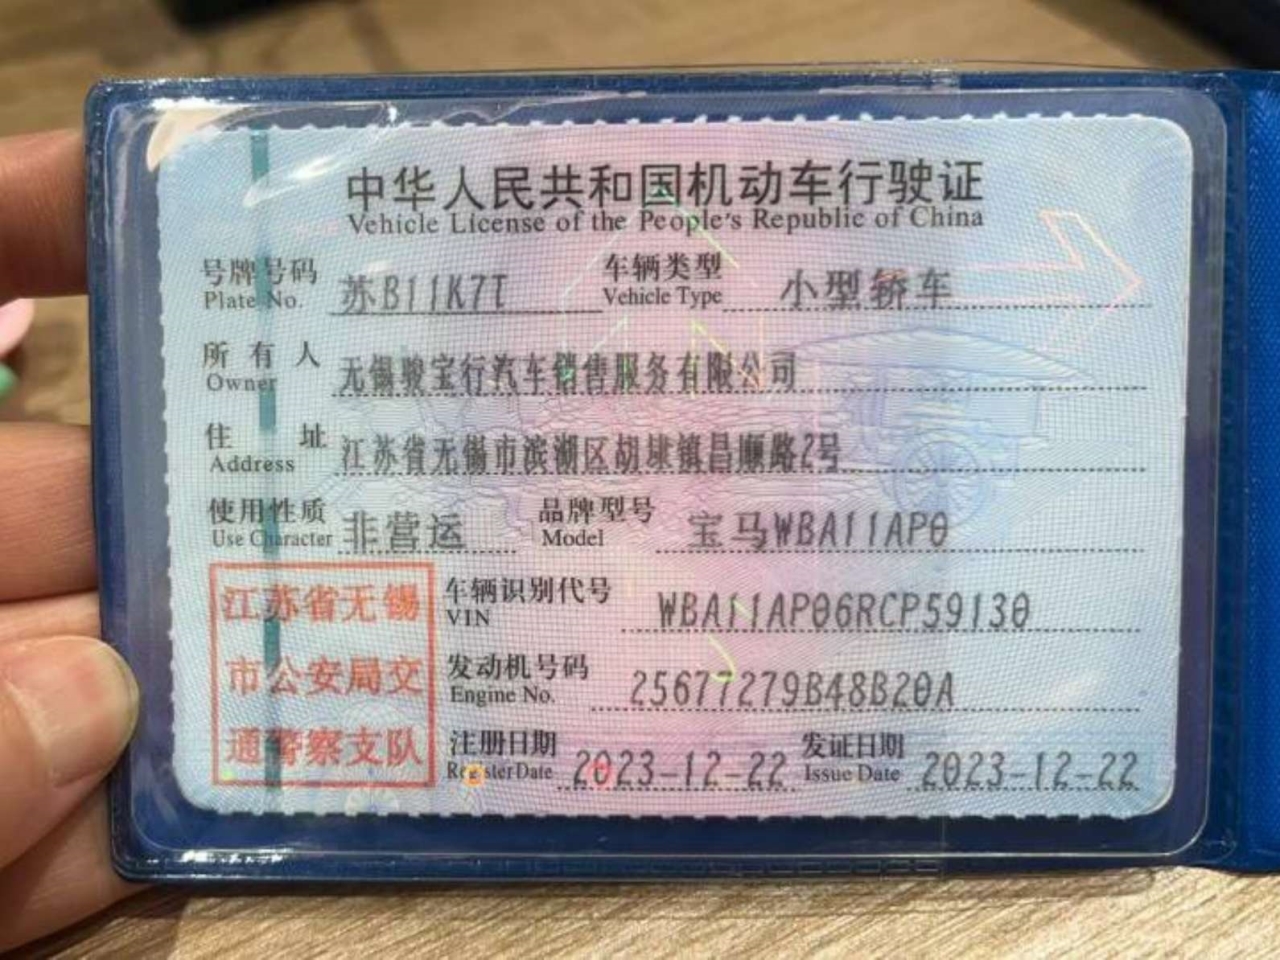 中华人民共和国机动车行驶证
Vehicle License of the People's Republic of China
号牌号码 苏B11K7T 车辆类型 小型轿车
Plate No. Vehicle Type
所有人 无锡骏宝行汽车销售服务有限公司
Owner
住址 江苏省无锡市滨湖区胡埭镇昌顺路2号
Address
使用性质 非营运 品牌型号 宝马WBA11AP0
Use Character Model
江苏省无锡
市公安局交
通警察支队
车辆识别代号 WBA11AP06RCP59130
VIN
发动机号码 25677279B48B20A
Engine No.
注册日期 2023-12-22 发证日期 2023-12-22
Register Date Issue Date